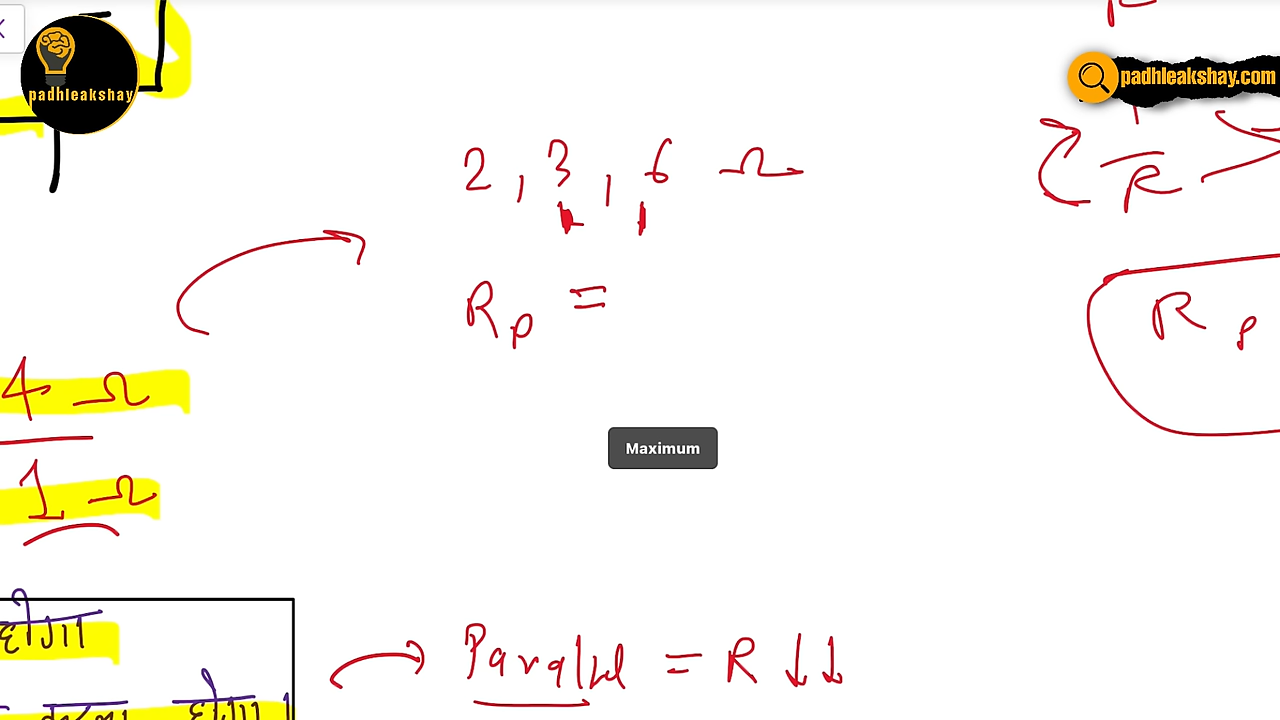 padhleakshay
padhleakshay.com
2, 3, 6 Ω
R
Rp =
Rp
4 Ω
Maximum
1 Ω
होगा
Parallel = R ↓↓
होगा।